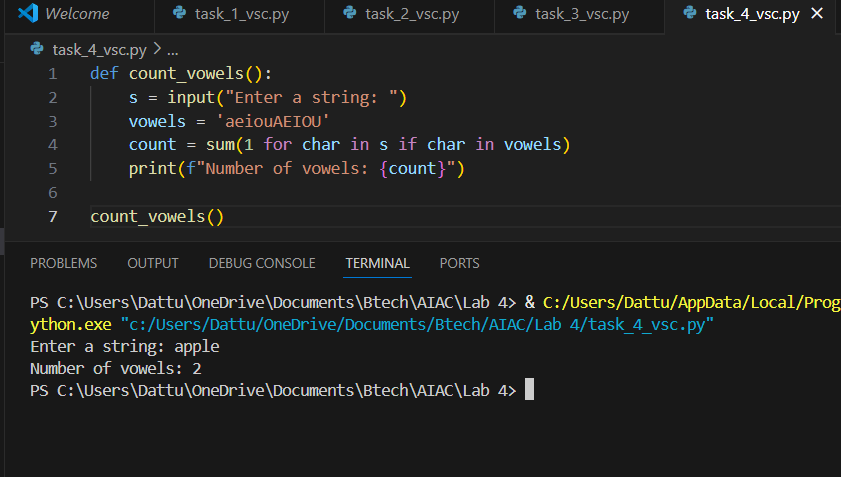 Welcome task_1_vsc.py task_2_vsc.py task_3_vsc.py task_4_vsc.py
task_4_vsc.py > ...
1 def count_vowels():
2     s = input("Enter a string: ")
3     vowels = 'aeiouAEIOU'
4     count = sum(1 for char in s if char in vowels)
5     print(f"Number of vowels: {count}")
6
7 count_vowels()
PROBLEMS OUTPUT DEBUG CONSOLE TERMINAL PORTS
PS C:\Users\Dattu\OneDrive\Documents\Btech\AIAC\Lab 4> & C:/Users/Dattu/AppData/Local/Prog
ython.exe "c:/Users/Dattu/OneDrive/Documents/Btech/AIAC/Lab 4/task_4_vsc.py"
Enter a string: apple
Number of vowels: 2
PS C:\Users\Dattu\OneDrive\Documents\Btech\AIAC\Lab 4>